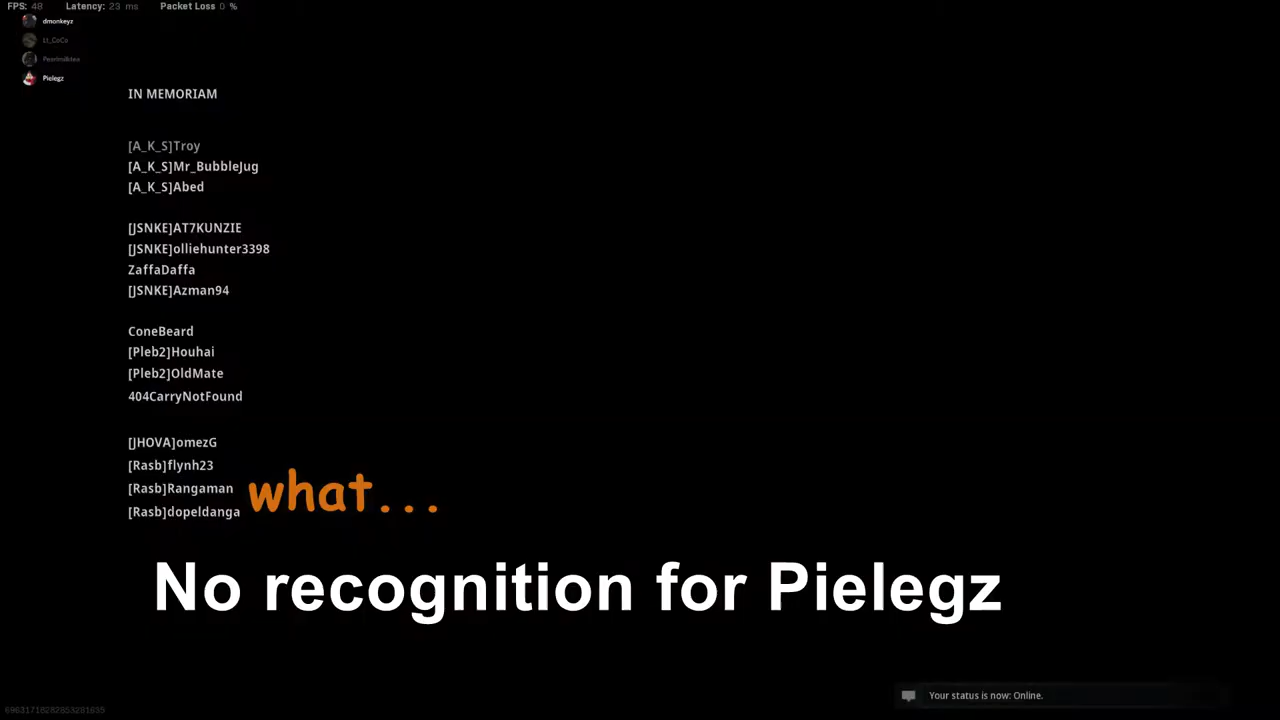 FPS: 48 Latency: 23 ms Packet Loss 0 %
dmonkeyz
Lt_CoCo
Pearlmilktea
Pielegz
IN MEMORIAM
[A_K_S]Troy
[A_K_S]Mr_BubbleJug
[A_K_S]Abed
[JSNKE]AT7KUNZIE
[JSNKE]olliehunter3398
ZaffaDaffa
[JSNKE]Azman94
ConeBeard
[Pleb2]Houhai
[Pleb2]OldMate
404CarryNotFound
[JHOVA]omezG
[Rasb]flynh23
[Rasb]Rangaman
[Rasb]dopeldanga
what...
No recognition for Pielegz
Your status is now: Online.